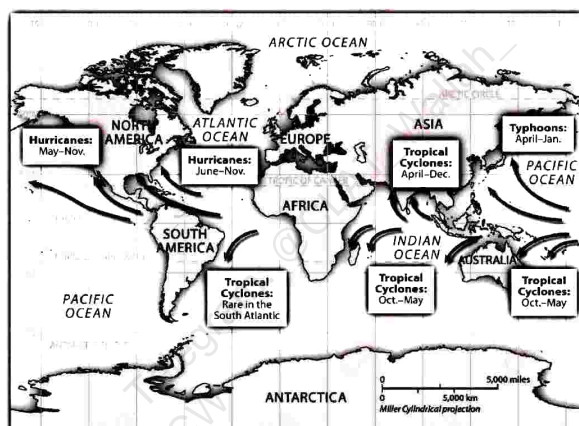 ARCTIC OCEAN
ARCTIC CIRCLE
NORTH
AMERICA
ATLANTIC
OCEAN
EUROPE
ASIA
Hurricanes:
May–Nov.
Hurricanes:
June–Nov.
Tropical
Cyclones:
April–Dec.
Typhoons:
April–Jan.
PACIFIC
OCEAN
TROPIC OF CANCER
AFRICA
SOUTH
AMERICA
INDIAN
OCEAN
AUSTRALIA
PACIFIC
OCEAN
Tropical
Cyclones:
Rare in the
South Atlantic
Tropical
Cyclones:
Oct.–May
Tropical
Cyclones:
Oct.–May
ANTARCTICA
0 5,000 miles
0 5,000 km
Miller Cylindrical projection